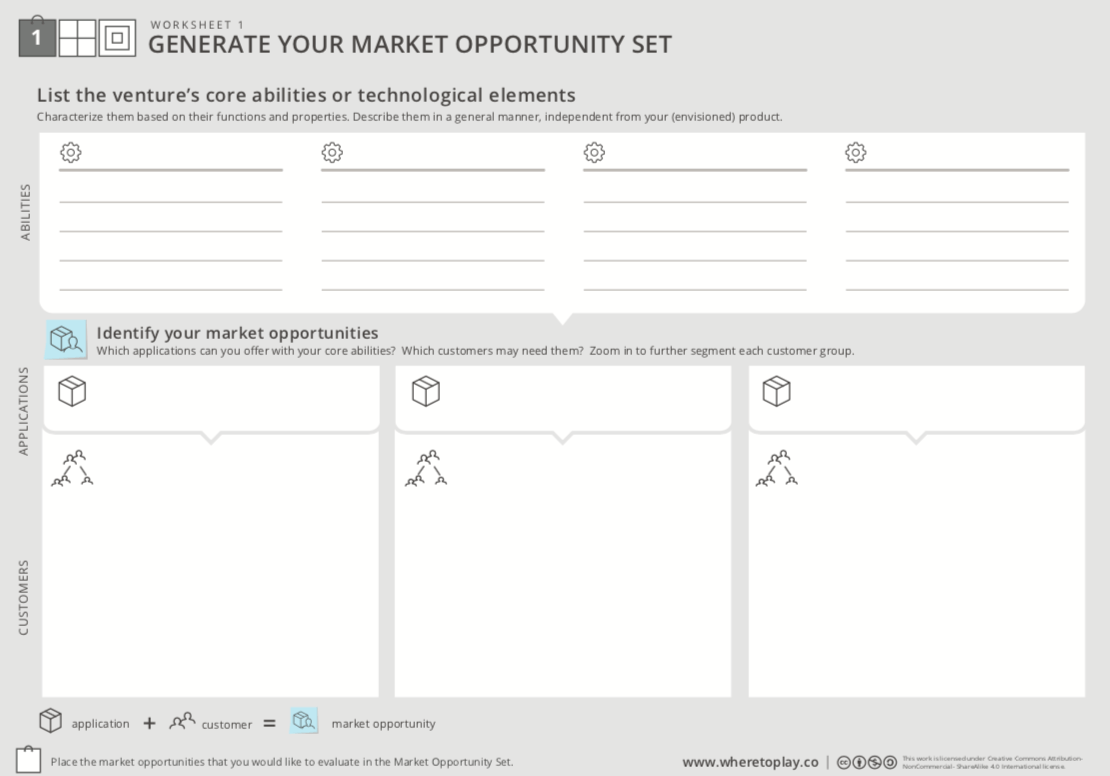 WORKSHEET 1
1
GENERATE YOUR MARKET OPPORTUNITY SET
List the venture's core abilities or technological elements
Characterize them based on their functions and properties. Describe them in a general manner, independent from your (envisioned) product.
ABILITIES
Identify your market opportunities
Which applications can you offer with your core abilities? Which customers may need them? Zoom in to further segment each customer group.
APPLICATIONS
CUSTOMERS
application + customer = market opportunity
Place the market opportunities that you would like to evaluate in the Market Opportunity Set.
www.wheretoplay.co |
cc
This work is licensed under Creative Commons Attribution-
NonCommercial- ShareAlike 4.0 International license.